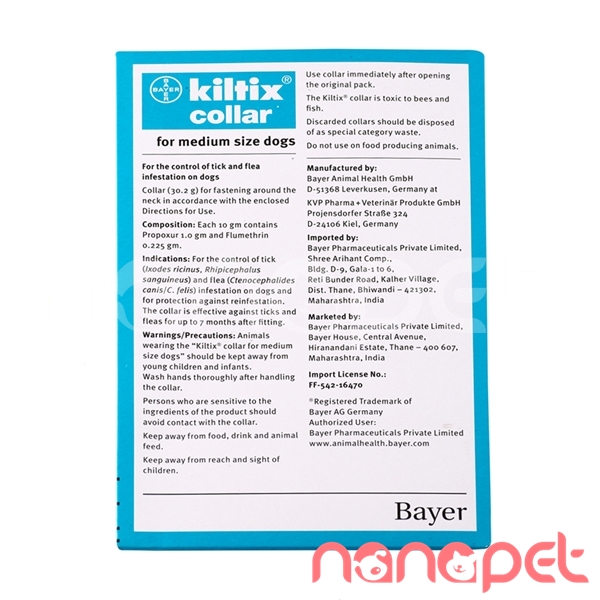 BAYER
BAYER
kiltix®
collar
for medium size dogs
For the control of tick and flea
infestation on dogs
Collar (30.2 g) for fastening around the
neck in accordance with the enclosed
Directions for Use.
Composition: Each 10 gm contains
Propoxur 1.0 gm and Flumethrin
0.225 gm.
Indications: For the control of tick
(Ixodes ricinus, Rhipicephalus
sanguineus) and flea (Ctenocephalides
canis/C. felis) infestation on dogs and
for protection against reinfestation.
The collar is effective against ticks and
fleas for up to 7 months after fitting.
Warnings/Precautions: Animals
wearing the "Kiltix® collar for medium
size dogs" should be kept away from
young children and infants.
Wash hands thoroughly after handling
the collar.
Persons who are sensitive to the
ingredients of the product should
avoid contact with the collar.
Keep away from food, drink and animal
feed.
Keep away from reach and sight of
children.
Use collar immediately after opening
the original pack.
The Kiltix® collar is toxic to bees and
fish.
Discarded collars should be disposed
of as special category waste.
Do not use on food producing animals.
Manufactured by:
Bayer Animal Health GmbH
D-51368 Leverkusen, Germany at
KVP Pharma+Veterinär Produkte GmbH
Projensdorfer Straße 324
D-24106 Kiel, Germany
Imported by:
Bayer Pharmaceuticals Private Limited,
Shree Arihant Comp.,
Bldg. D-9, Gala-1 to 6,
Reti Bunder Road, Kalher Village,
Dist. Thane, Bhiwandi – 421302,
Maharashtra, India
Marketed by:
Bayer Pharmaceuticals Private Limited,
Bayer House, Central Avenue,
Hiranandani Estate, Thane – 400 607,
Maharashtra, India
Import License No.:
FF-542-16470
®Registered Trademark of
Bayer AG Germany
Authorized User:
Bayer Pharmaceuticals Private Limited
www.animalhealth.bayer.com
Bayer
nanapet